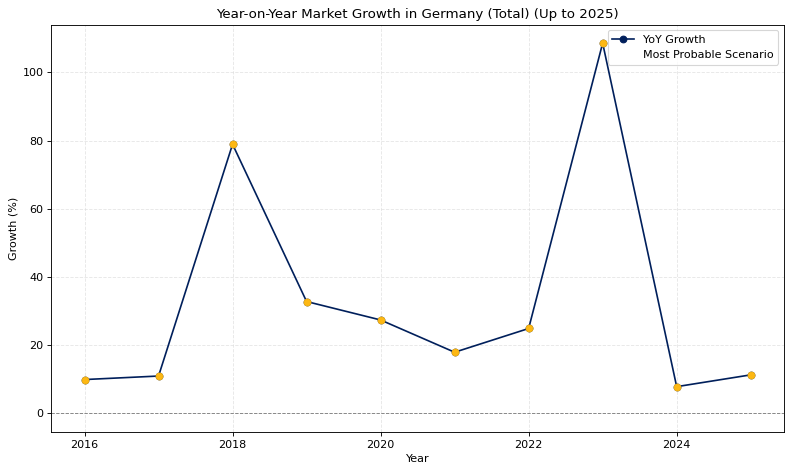 Year-on-Year Market Growth in Germany (Total) (Up to 2025)
YoY Growth
Most Probable Scenario
Growth (%)
100
80
60
40
20
0
2016
2018
2020
2022
2024
Year